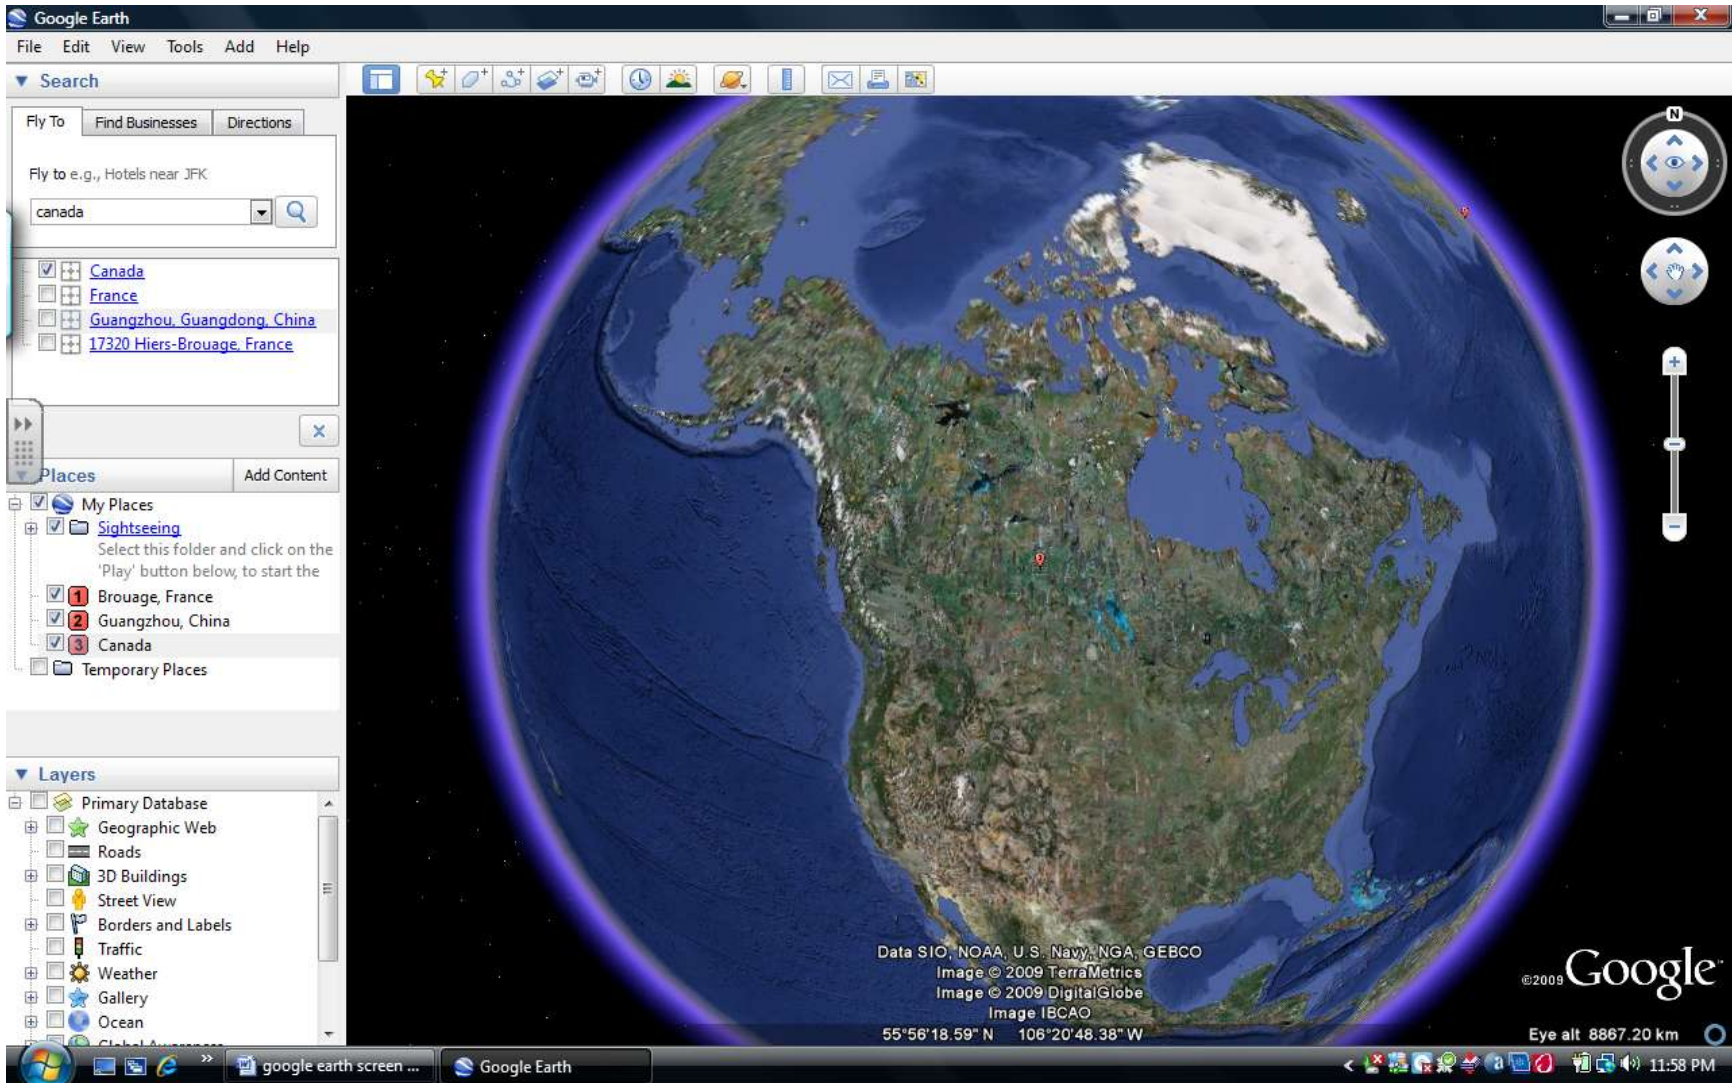 Google Earth
File Edit View Tools Add Help
Search
Fly To Find Businesses Directions
Fly to e.g., Hotels near JFK
canada
Canada
France
Guangzhou, Guangdong, China
17320 Hiers-Brouage, France
Places Add Content
My Places
Sightseeing
Select this folder and click on the
'Play' button below, to start the
1 Brouage, France
2 Guangzhou, China
3 Canada
Temporary Places
Layers
Primary Database
Geographic Web
Roads
3D Buildings
Street View
Borders and Labels
Traffic
Weather
Gallery
Ocean
Global Awareness
N
Data SIO, NOAA, U.S. Navy, NGA, GEBCO
Image © 2009 TerraMetrics
Image © 2009 DigitalGlobe
Image IBCAO
55°56'18.59" N 106°20'48.38" W
©2009 Google
Eye alt 8867.20 km
google earth screen ... Google Earth 11:58 PM